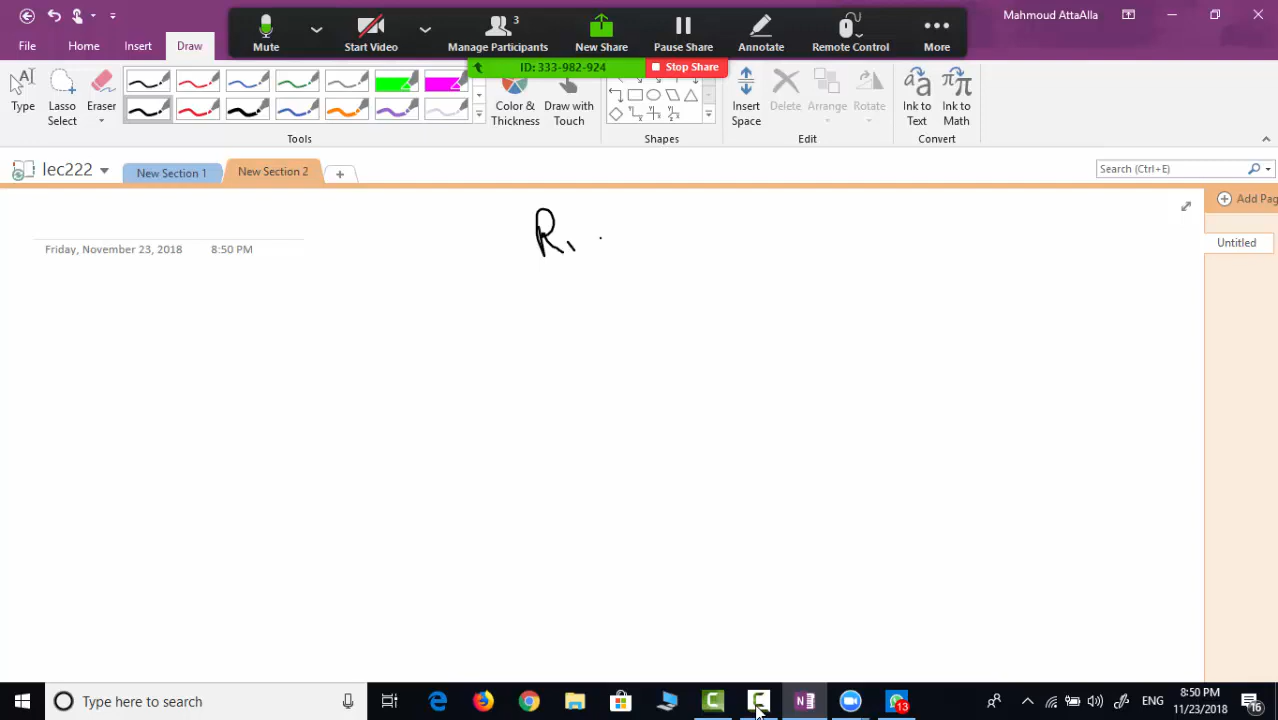 Mahmoud AttaAlla
File Home Insert Draw
Mute Start Video Manage Participants 3 New Share Pause Share Annotate Remote Control More
ID: 333-982-924 Stop Share
Type Lasso Select Eraser Color & Thickness Draw with Touch Insert Space Delete Arrange Rotate Ink to Text Ink to Math
Tools Shapes Edit Convert
lec222 New Section 1 New Section 2 + Search (Ctrl+E)
Add Pag
Untitled
R
Friday, November 23, 2018 8:50 PM
Type here to search
13
ENG
8:50 PM
11/23/2018
16